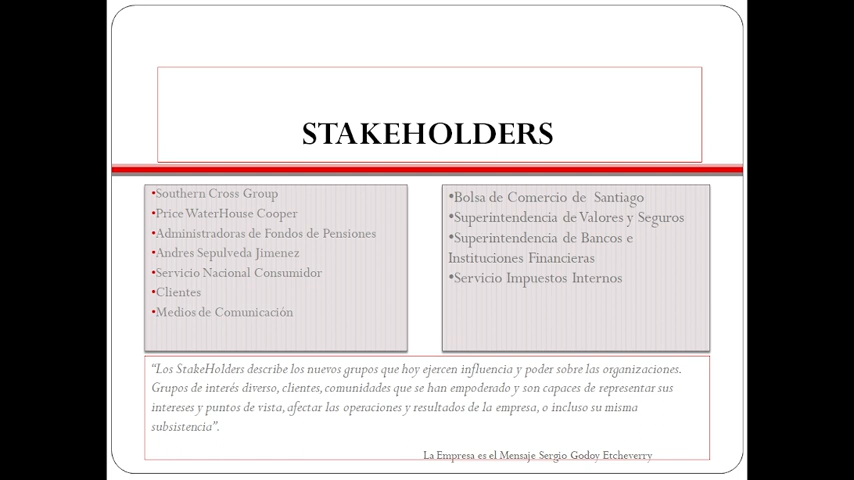 STAKEHOLDERS
•Southern Cross Group
•Price WaterHouse Cooper
•Administradoras de Fondos de Pensiones
•Andres Sepulveda Jimenez
•Servicio Nacional Consumidor
•Clientes
•Medios de Comunicación
•Bolsa de Comercio de Santiago
•Superintendencia de Valores y Seguros
•Superintendencia de Bancos e
Instituciones Financieras
•Servicio Impuestos Internos
“Los StakeHolders describe los nuevos grupos que hoy ejercen influencia y poder sobre las organizaciones.
Grupos de interés diverso, clientes, comunidades que se han empoderado y son capaces de representar sus
intereses y puntos de vista, afectar las operaciones y resultados de la empresa, o incluso su misma
subsistencia”.
La Empresa es el Mensaje Sergio Godoy Etcheverry